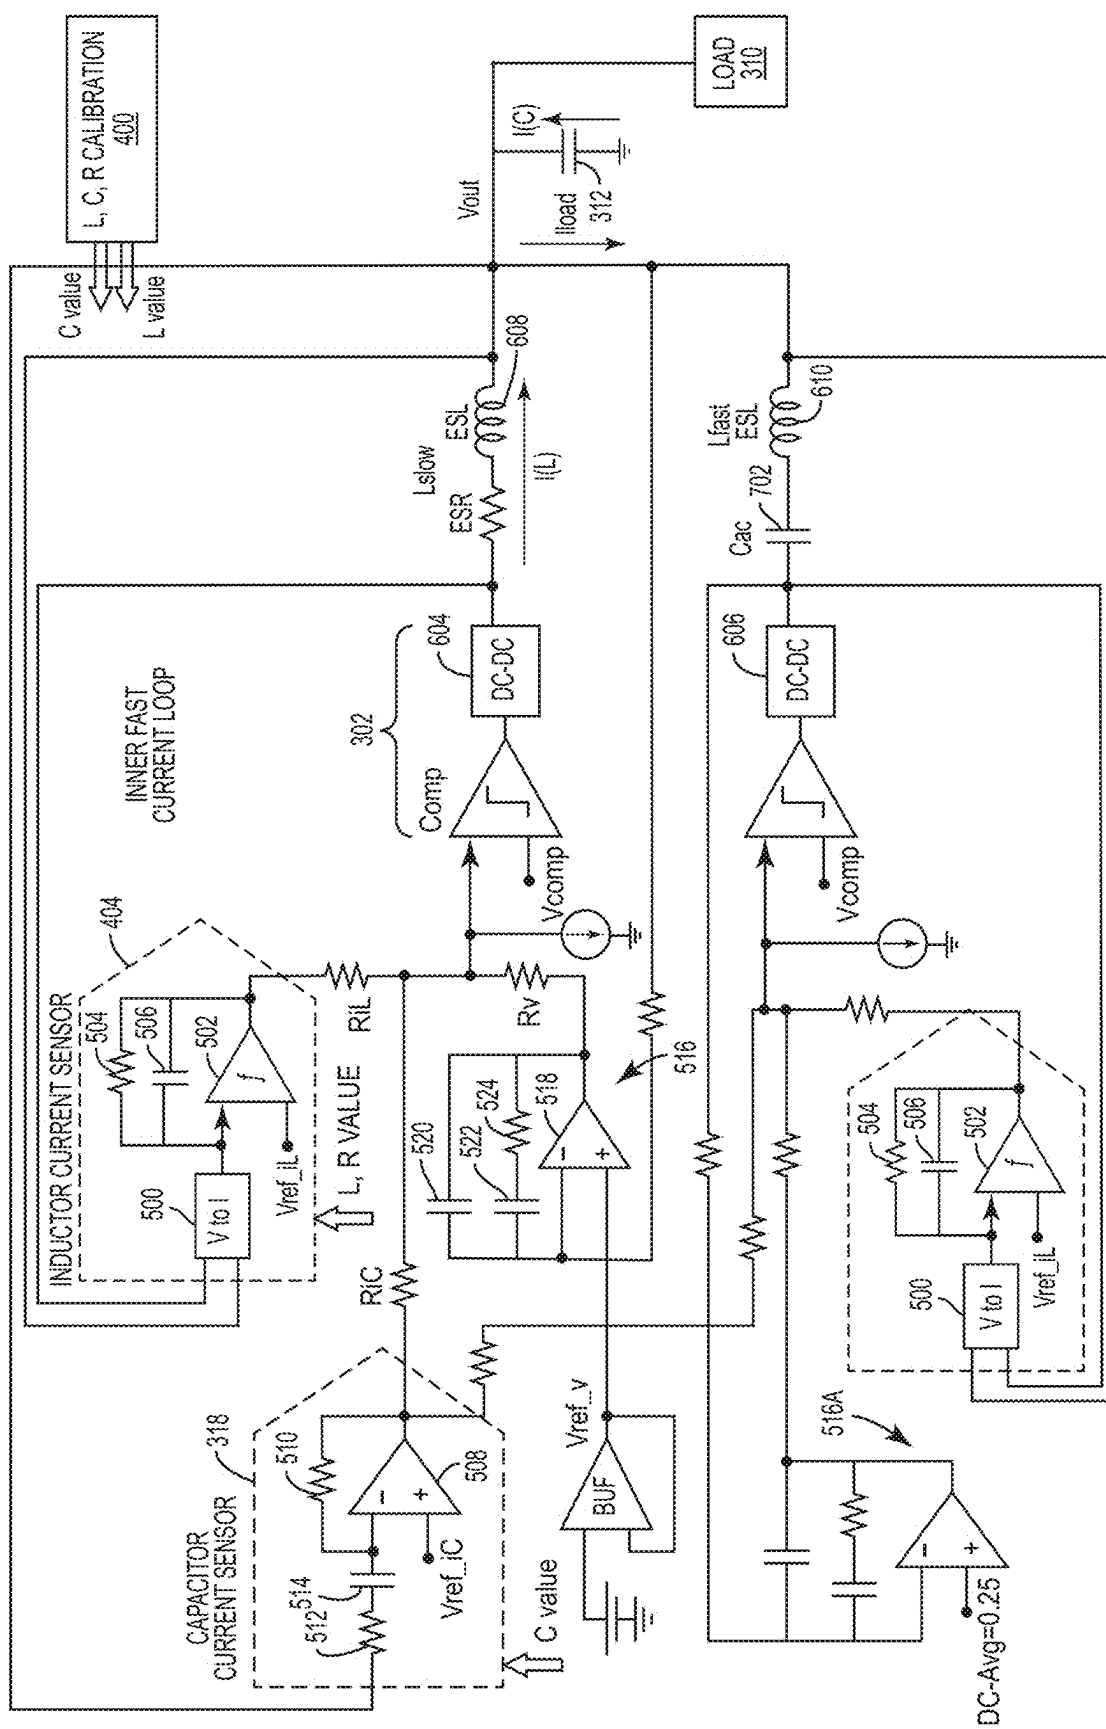 L, C, R CALIBRATION
400
C value
L value
INNER FAST
CURRENT LOOP
INDUCTOR CURRENT SENSOR
404
504
506
502
f
500
V to I
Vref_iL
L, R VALUE
RiL
RiC
Rv
302
Comp
604
DC-DC
Vcomp
Lslow
ESR
ESL
608
I(L)
Vout
Iload
I(C)
312
LOAD
310
CAPACITOR
CURRENT SENSOR
318
510
512
514
508
−
+
Vref_iC
C value
BUF
Vref_v
520
522
524
518
−
+
516
606
DC-DC
Vcomp
Cac
702
Lfast
ESL
610
504
506
502
f
500
V to I
Vref_iL
516A
−
+
DC-Avg=0.25